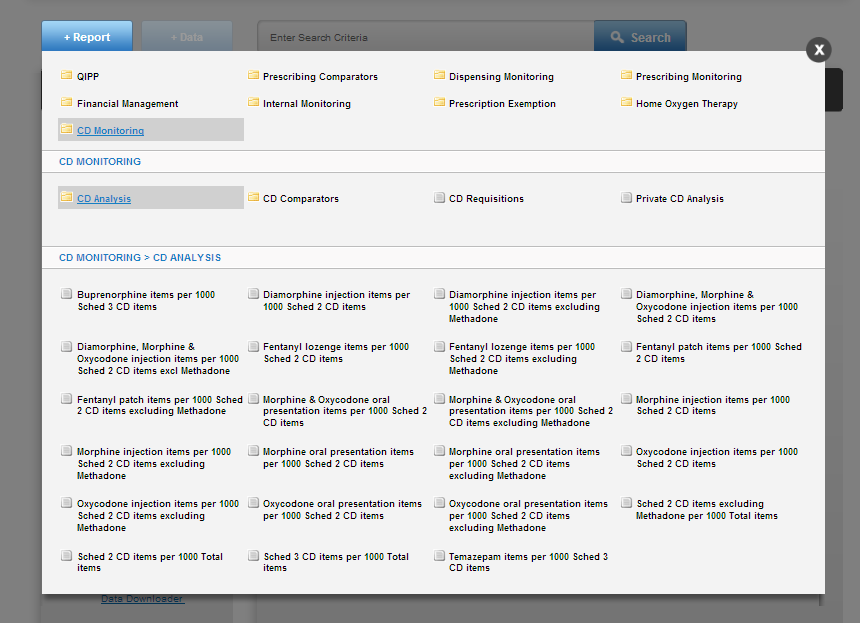 + Report
+ Data
Enter Search Criteria
Search
X
QIPP
Prescribing Comparators
Dispensing Monitoring
Prescribing Monitoring
Financial Management
Internal Monitoring
Prescription Exemption
Home Oxygen Therapy
CD Monitoring
CD MONITORING
CD Analysis
CD Comparators
CD Requisitions
Private CD Analysis
CD MONITORING > CD ANALYSIS
Buprenorphine items per 1000
Sched 3 CD items
Diamorphine injection items per
1000 Sched 2 CD items
Diamorphine injection items per
1000 Sched 2 CD items excluding
Methadone
Diamorphine, Morphine &
Oxycodone injection items per 1000
Sched 2 CD items
Diamorphine, Morphine &
Oxycodone injection items per 1000
Sched 2 CD items excl Methadone
Fentanyl lozenge items per 1000
Sched 2 CD items
Fentanyl lozenge items per 1000
Sched 2 CD items excluding
Methadone
Fentanyl patch items per 1000 Sched
2 CD items
Fentanyl patch items per 1000 Sched
2 CD items excluding Methadone
Morphine & Oxycodone oral
presentation items per 1000 Sched 2
CD items
Morphine & Oxycodone oral
presentation items per 1000 Sched 2
CD items excluding Methadone
Morphine injection items per 1000
Sched 2 CD items
Morphine injection items per 1000
Sched 2 CD items excluding
Methadone
Morphine oral presentation items
per 1000 Sched 2 CD items
Morphine oral presentation items
per 1000 Sched 2 CD items
excluding Methadone
Oxycodone injection items per 1000
Sched 2 CD items
Oxycodone injection items per 1000
Sched 2 CD items excluding
Methadone
Oxycodone oral presentation items
per 1000 Sched 2 CD items
Oxycodone oral presentation items
per 1000 Sched 2 CD items
excluding Methadone
Sched 2 CD items excluding
Methadone per 1000 Total items
Sched 2 CD items per 1000 Total
items
Sched 3 CD items per 1000 Total
items
Temazepam items per 1000 Sched 3
CD items
Data Downloader